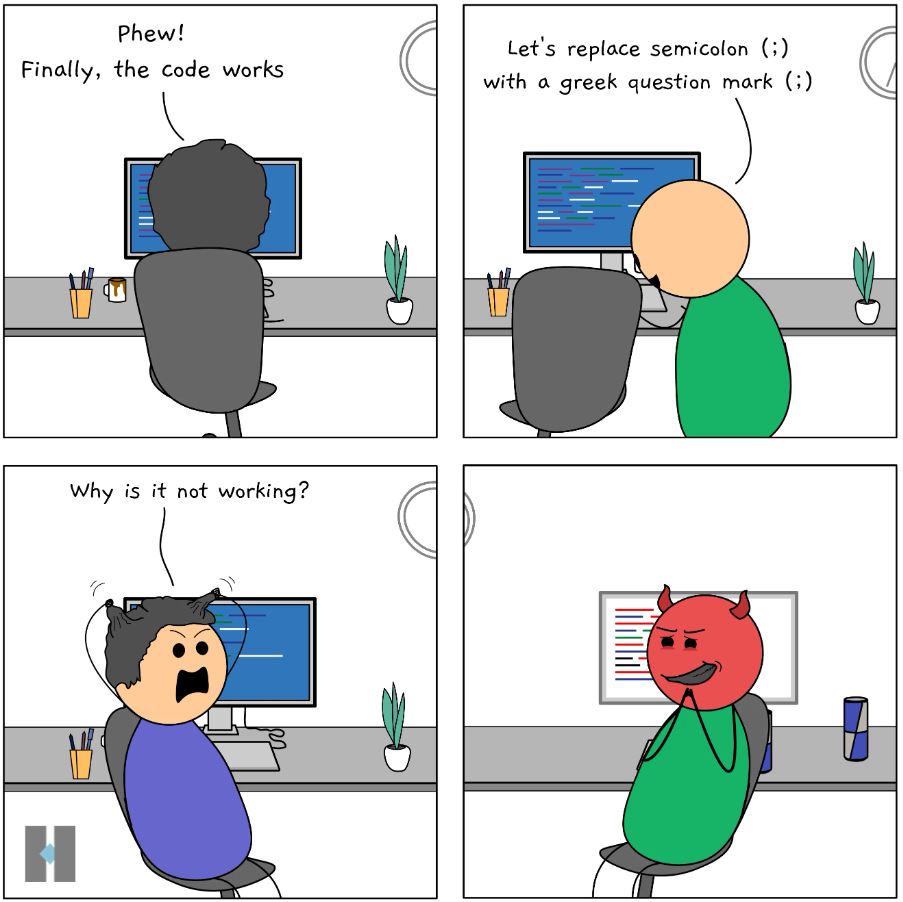 Phew!
Finally, the code works
Let's replace semicolon (;)
with a greek question mark (;)
Why is it not working?